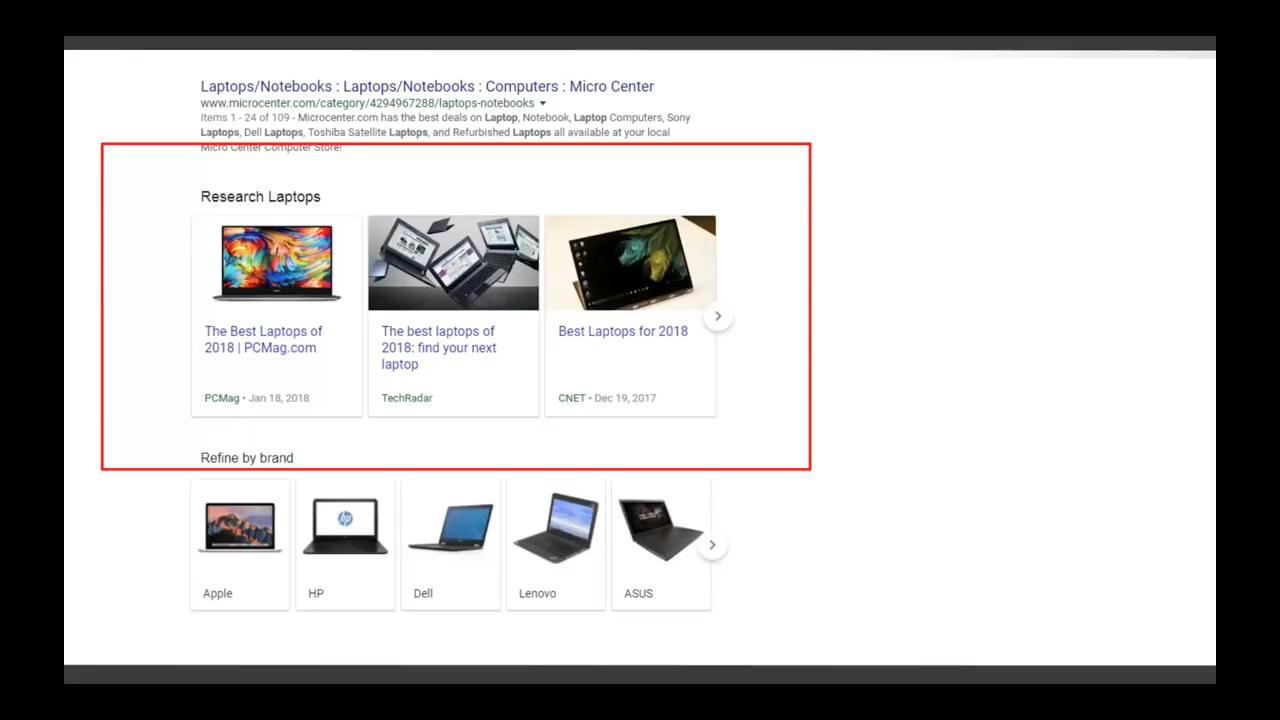 Laptops/Notebooks : Laptops/Notebooks : Computers : Micro Center
www.microcenter.com/category/4294967288/laptops-notebooks
Items 1 - 24 of 109 - Microcenter.com has the best deals on Laptop, Notebook, Laptop Computers, Sony
Laptops, Dell Laptops, Toshiba Satellite Laptops, and Refurbished Laptops all available at your local
Micro Center Computer Store!
Research Laptops
The Best Laptops of
2018 | PCMag.com
PCMag • Jan 18, 2018
The best laptops of
2018: find your next
laptop
TechRadar
Best Laptops for 2018
CNET • Dec 19, 2017
Refine by brand
hp
Apple
HP
Dell
Lenovo
ASUS